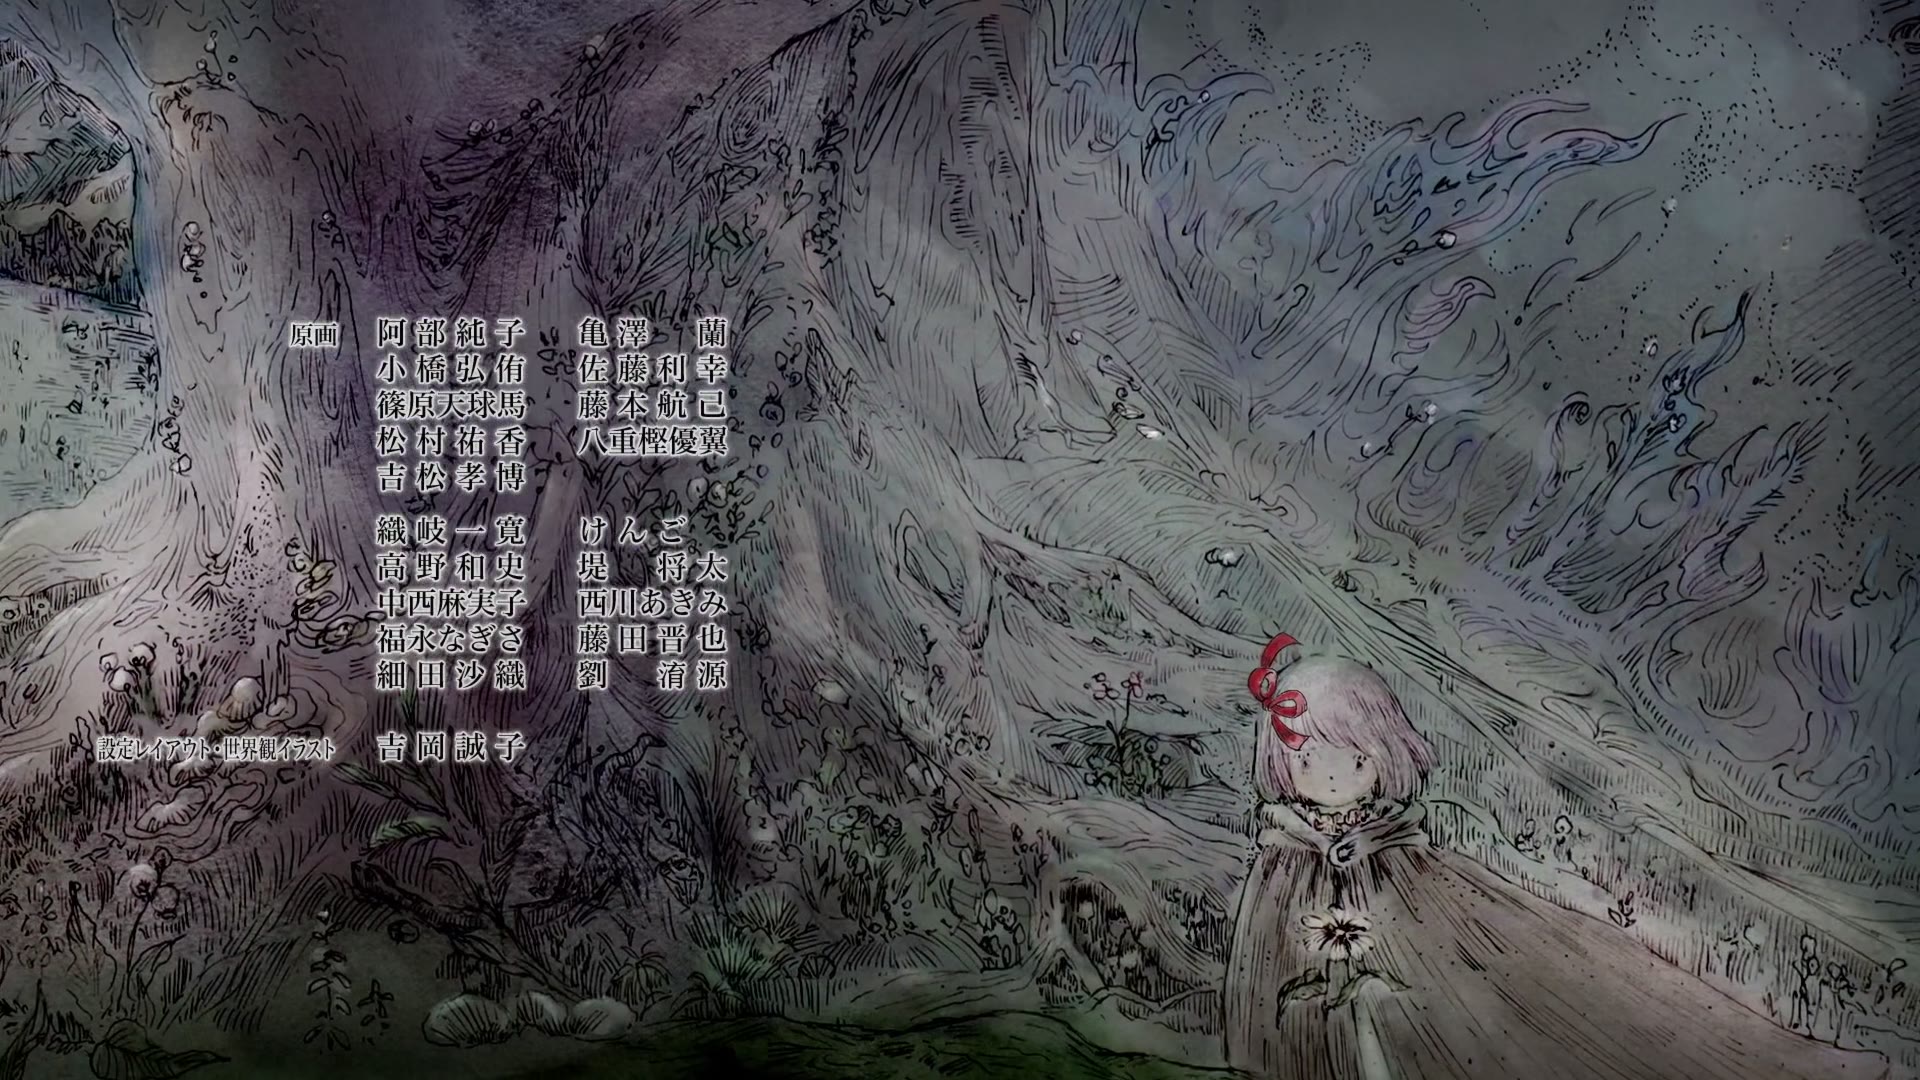 原画 阿部純子 亀澤 蘭
小橋弘侑 佐藤利幸
篠原天球馬 藤本航己
松村祐香 八重樫優翼
吉松孝博
織岐一寛 けんご
高野和史 堤 将太
中西麻実子 西川あきみ
福永なぎさ 藤田晋也
細田沙織 劉 淯源
設定レイアウト・世界観イラスト 吉岡誠子